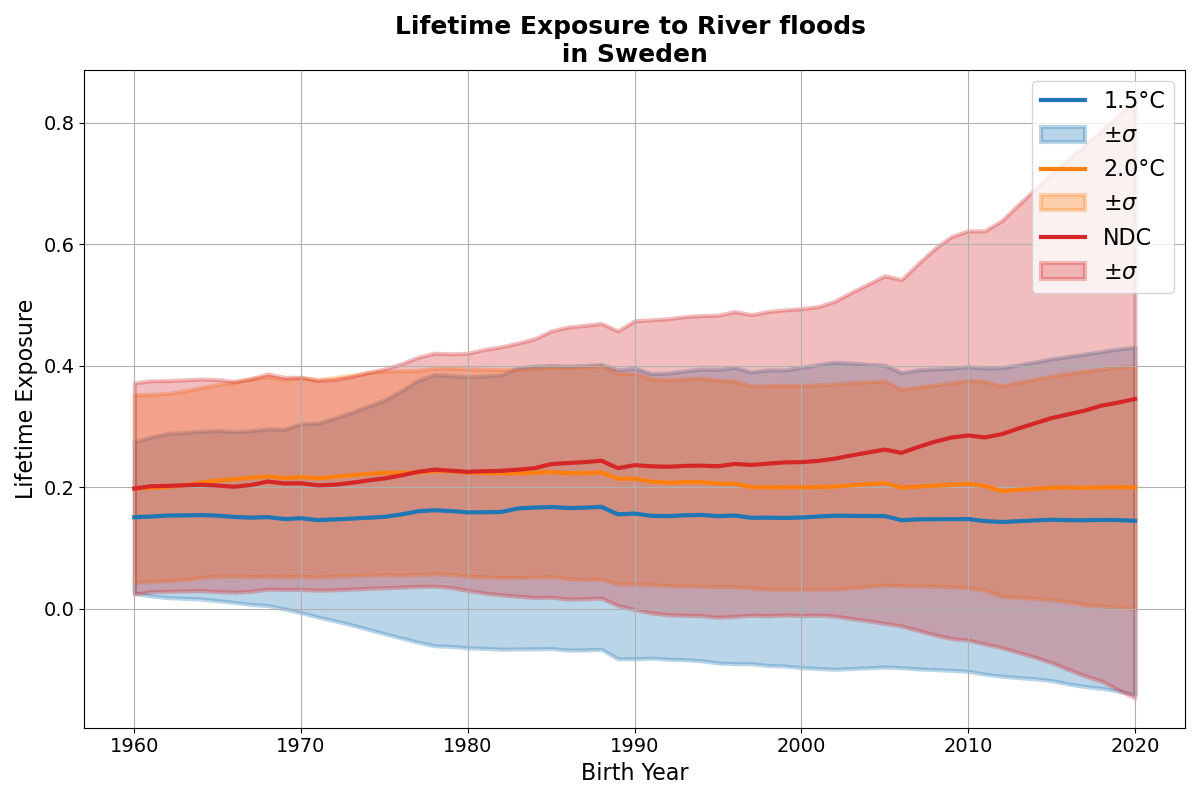 Lifetime Exposure to River floods
in Sweden
Lifetime Exposure
0.8
0.6
0.4
0.2
0.0
1960 1970 1980 1990 2000 2010 2020
Birth Year
1.5°C
±σ
2.0°C
±σ
NDC
±σ